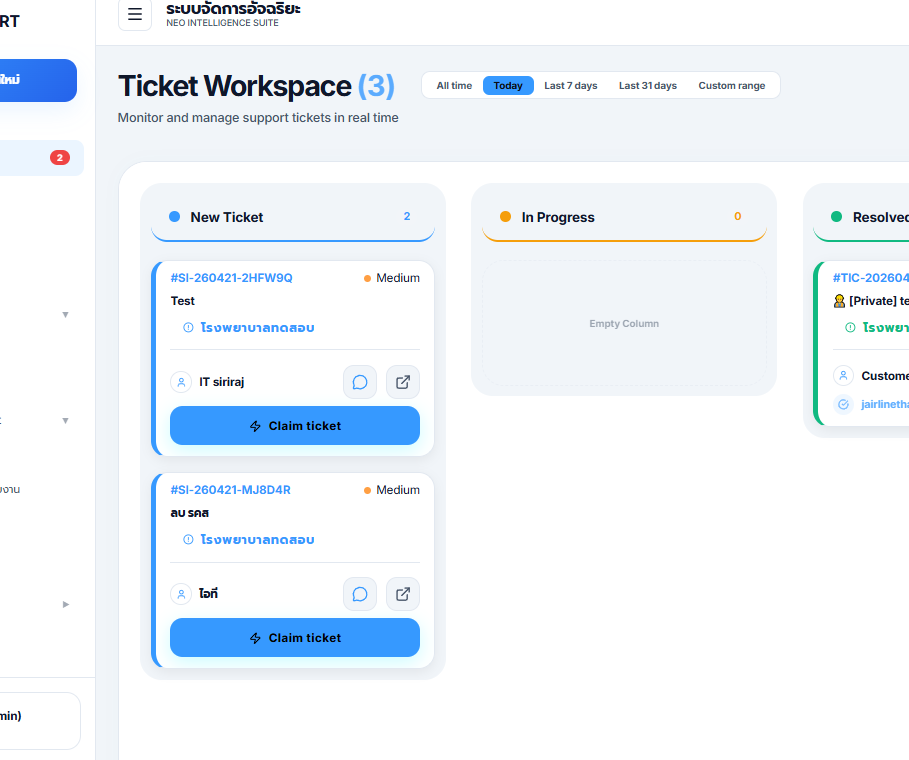 RT
ใหม่
2
min)
ระบบจัดการอัจฉริยะ
NEO INTELLIGENCE SUITE
Ticket Workspace (3)
All time
Today
Last 7 days
Last 31 days
Custom range
Monitor and manage support tickets in real time
New Ticket
2
#SI-260421-2HFW9Q
Medium
Test
โรงพยาบาลทดสอบ
IT siriraj
Claim ticket
#SI-260421-MJ8D4R
Medium
ลบ รคส
โรงพยาบาลทดสอบ
ไอที
Claim ticket
In Progress
0
Empty Column
Resolved
#TIC-202604
[Private] te
โรงพยา
Custome
jairlinetha